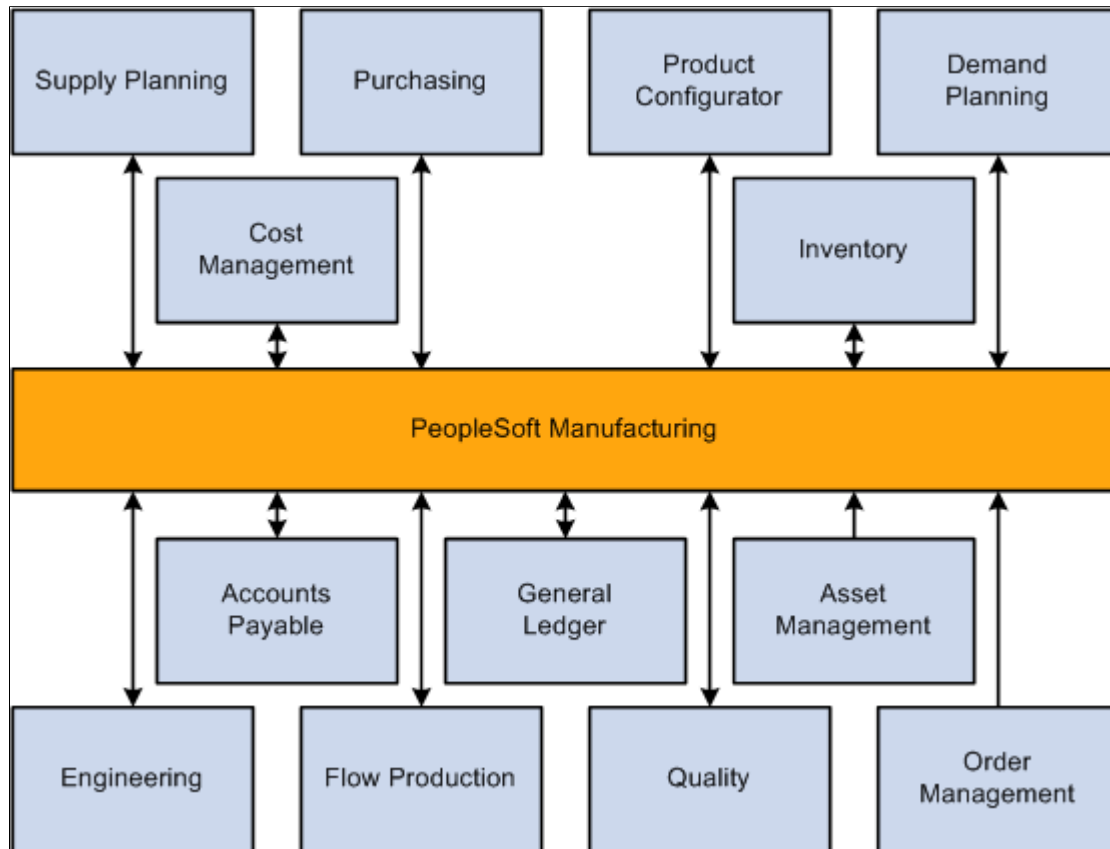 Supply Planning
Purchasing
Product
Configurator
Demand
Planning
Cost
Management
Inventory
PeopleSoft Manufacturing
Accounts
Payable
General
Ledger
Asset
Management
Engineering
Flow Production
Quality
Order
Management